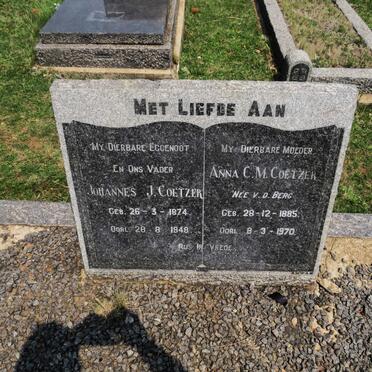 MET LIEFDE AAN
MY DIERBARE EGGENOOT
EN ONS VADER
JOHANNES J. COETZER
GEB. 26-3-1874.
OORL. 28-8-1948.
MY DIERBARE MOEDER
ANNA C. M. COETZER
NÉE V. D. BERG
GEB. 28-12-1885.
OORL. 8-3-1970.
RUS IN VREDE.